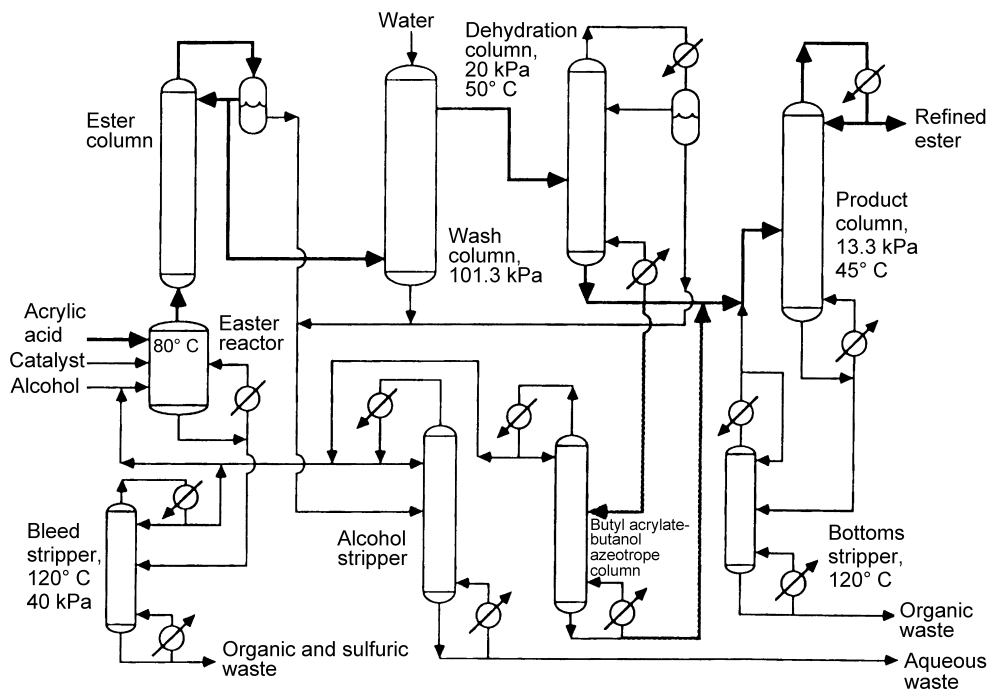 Water
Dehydration
column,
20 kPa
50° C
Ester
column
Refined
ester
Wash
column,
101.3 kPa
Product
column,
13.3 kPa
45° C
Acrylic
acid
Easter
reactor
80° C
Catalyst
Alcohol
Bleed
stripper,
120° C
40 kPa
Alcohol
stripper
Butyl acrylate-
butanol
azeotrope
column
Bottoms
stripper,
120° C
Organic
waste
Organic and sulfuric
waste
Aqueous
waste